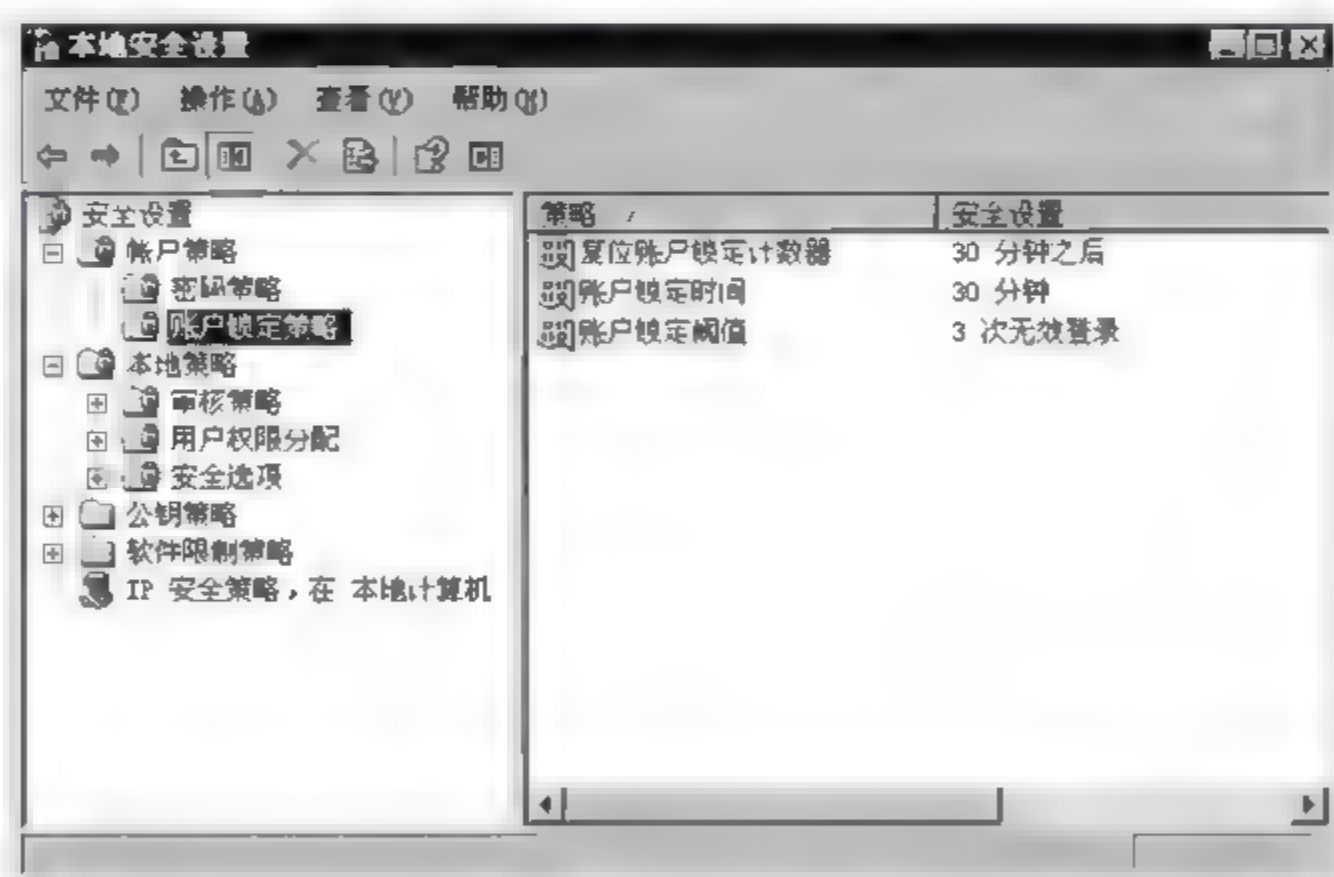 本地安全设置
文件(F) 操作(A) 查看(V) 帮助(H)
安全设置
帐户策略
密码策略
账户锁定策略
本地策略
审核策略
用户权限分配
安全选项
公钥策略
软件限制策略
IP 安全策略，在 本地计算机
策略 / 安全设置
复位账户锁定计数器 30 分钟之后
账户锁定时间 30 分钟
账户锁定阈值 3 次无效登录